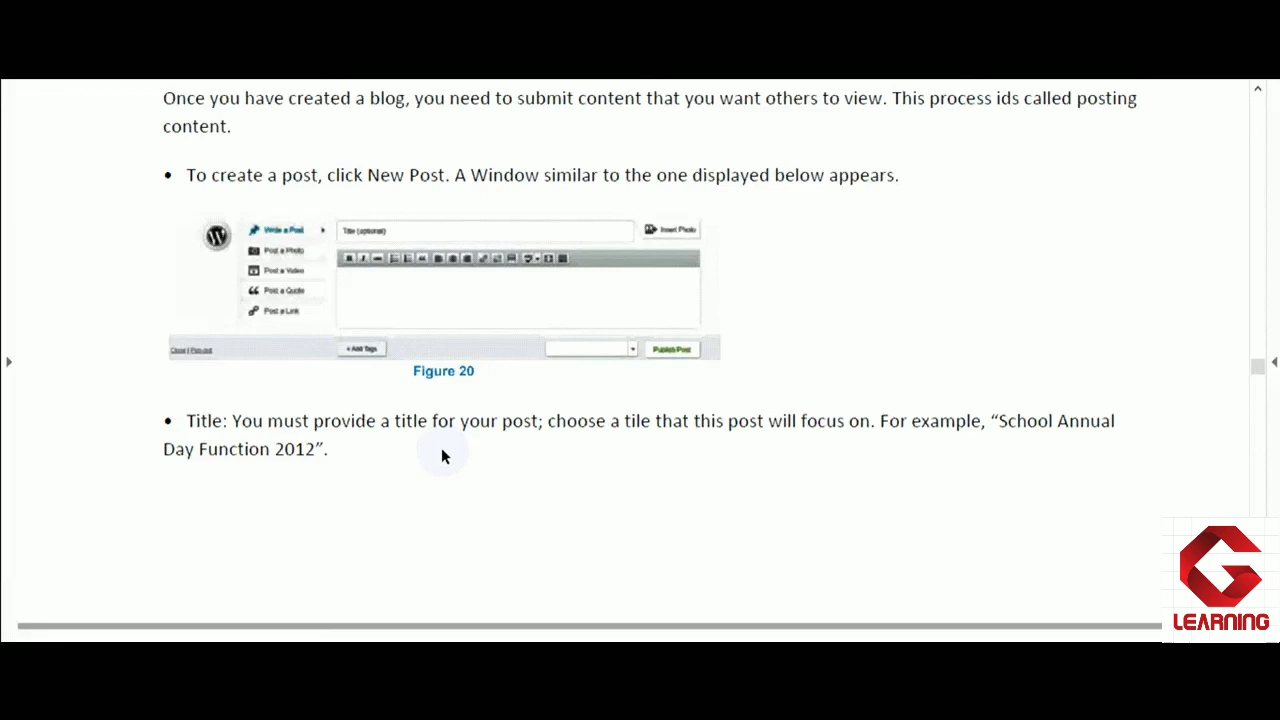 Once you have created a blog, you need to submit content that you want others to view. This process ids called posting
content.
• To create a post, click New Post. A Window similar to the one displayed below appears.
Write a Post
Title (optional)
Insert Photo
Post a Photo
Post a Video
Post a Quote
Post a Link
+ Add Tags
Publish Post
Figure 20
• Title: You must provide a title for your post; choose a tile that this post will focus on. For example, “School Annual
Day Function 2012”.
LEARNING